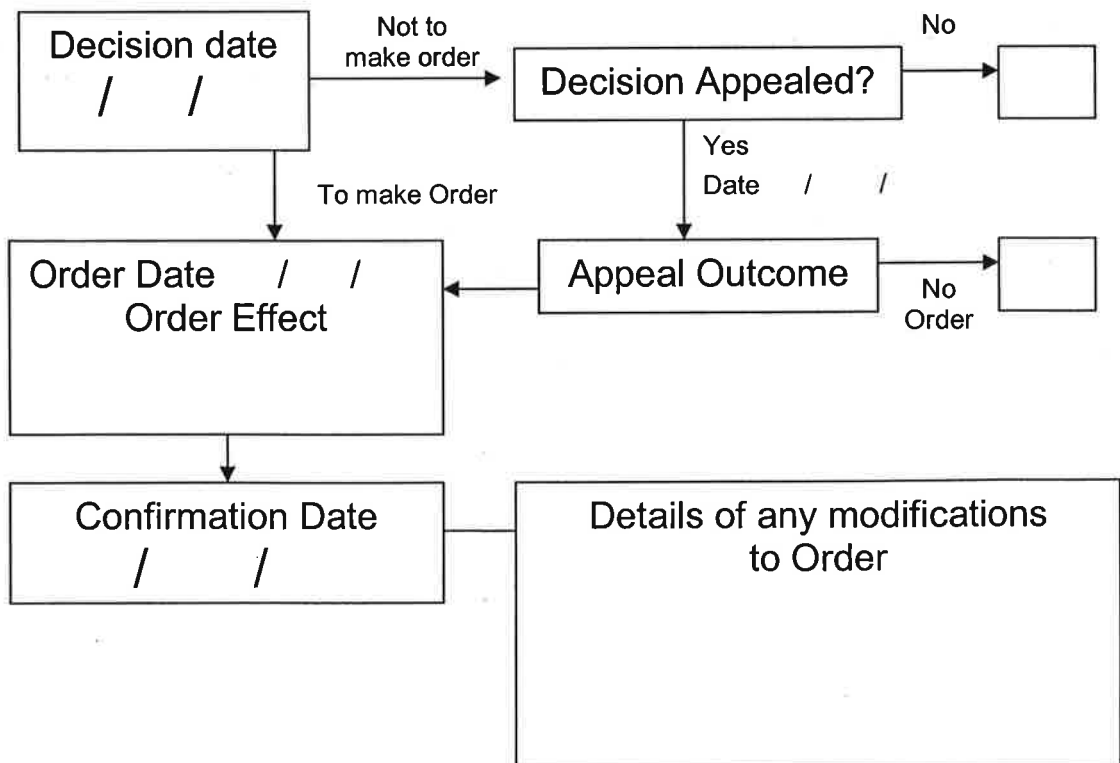 Decision date
/ /
Not to
make order
Decision Appealed?
No
Yes
Date / /
To make Order
Order Date / /
Order Effect
Appeal Outcome
No
Order
Confirmation Date
/ /
Details of any modifications
to Order